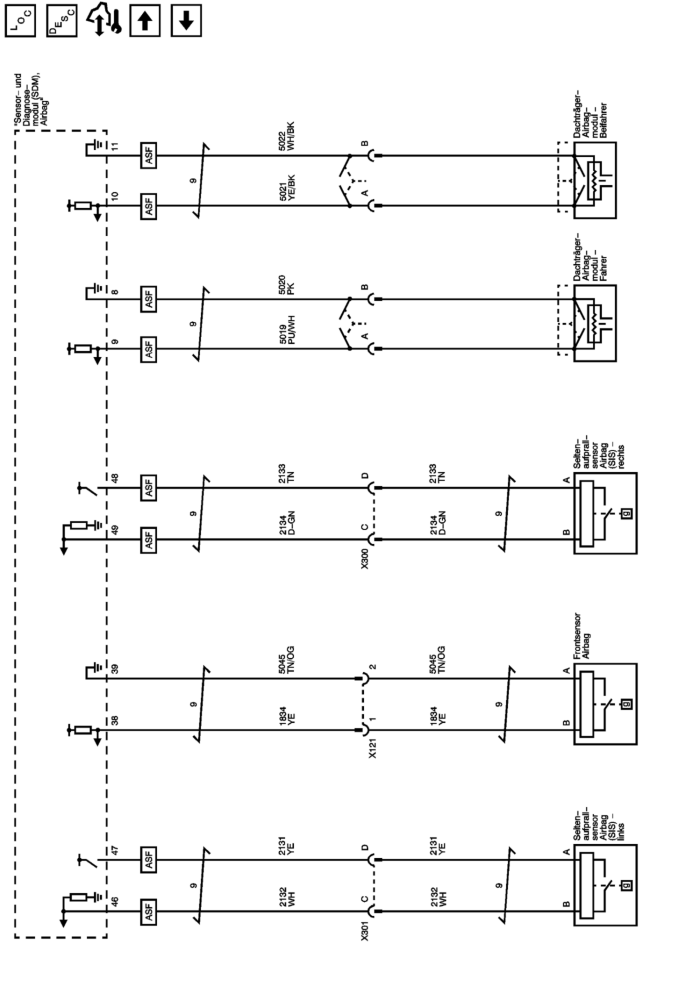 LOC
DESC
"Sensor– und
Diagnose–
modul (SDM),
Airbag"
46 47 38 39 49 48 9 8 10 11
ASF ASF ASF ASF ASF ASF ASF ASF
9 9 9 9 9
2132 2131 1834 5045 2134 2133 5019 5020 5021 5022
WH YE YE TN/OG D–GN TN PU/WH PK YE/BK WH/BK
X301 C D X121 1 2 X300 C D A B A B
2132 2131 1834 5045 2134 2133
WH YE YE TN/OG D–GN TN
9 9 9
B A B A B A
Seiten–
aufprall–
sensor
Airbag
(SIS) –
links
g
Frontsensor
Airbag
g
Seiten–
aufprall–
sensor
Airbag
(SIS) –
rechts
g
Dachträger–
Airbag–
modul –
Fahrer
Dachträger–
Airbag–
modul –
Beifahrer